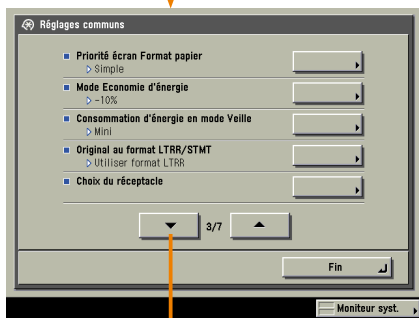 Réglages communs
Priorité écran Format papier
Simple
Mode Economie d'énergie
-10%
Consommation d'énergie en mode Veille
Mini
Original au format LTRR/STMT
Utiliser format LTRR
Choix du réceptacle
3/7
Fin
Moniteur syst.